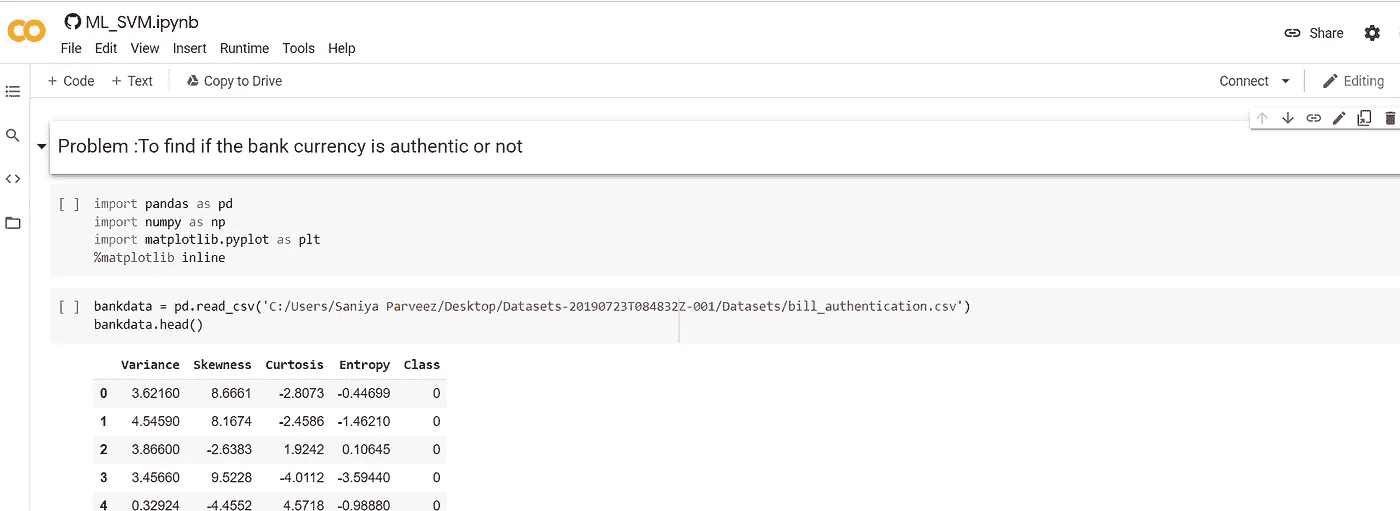 ML_SVM.ipynb
Share
File Edit View Insert Runtime Tools Help
+ Code + Text Copy to Drive
Connect Editing
Problem :To find if the bank currency is authentic or not
[ ] import pandas as pd
import numpy as np
import matplotlib.pyplot as plt
%matplotlib inline
[ ] bankdata = pd.read_csv('C:/Users/Saniya Parveez/Desktop/Datasets-20190723T084832Z-001/Datasets/bill_authentication.csv')
bankdata.head()
Variance Skewness Curtosis Entropy Class
0 3.62160 8.6661 -2.8073 -0.44699 0
1 4.54590 8.1674 -2.4586 -1.46210 0
2 3.86600 -2.6383 1.9242 0.10645 0
3 3.45660 9.5228 -4.0112 -3.59440 0
4 0.32924 -4.4552 4.5718 -0.98880 0